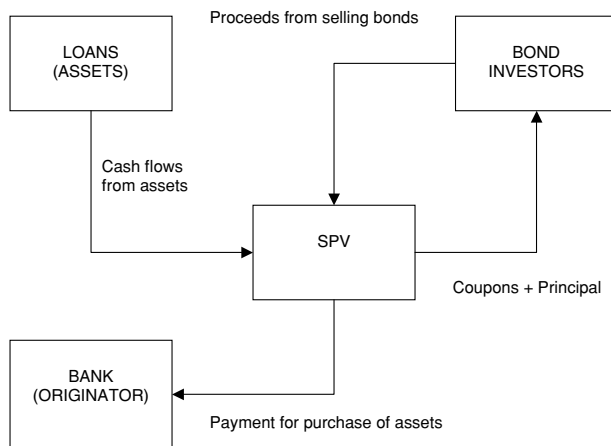 Proceeds from selling bonds
LOANS
(ASSETS)
BOND
INVESTORS
Cash flows
from assets
SPV
Coupons + Principal
BANK
(ORIGINATOR)
Payment for purchase of assets